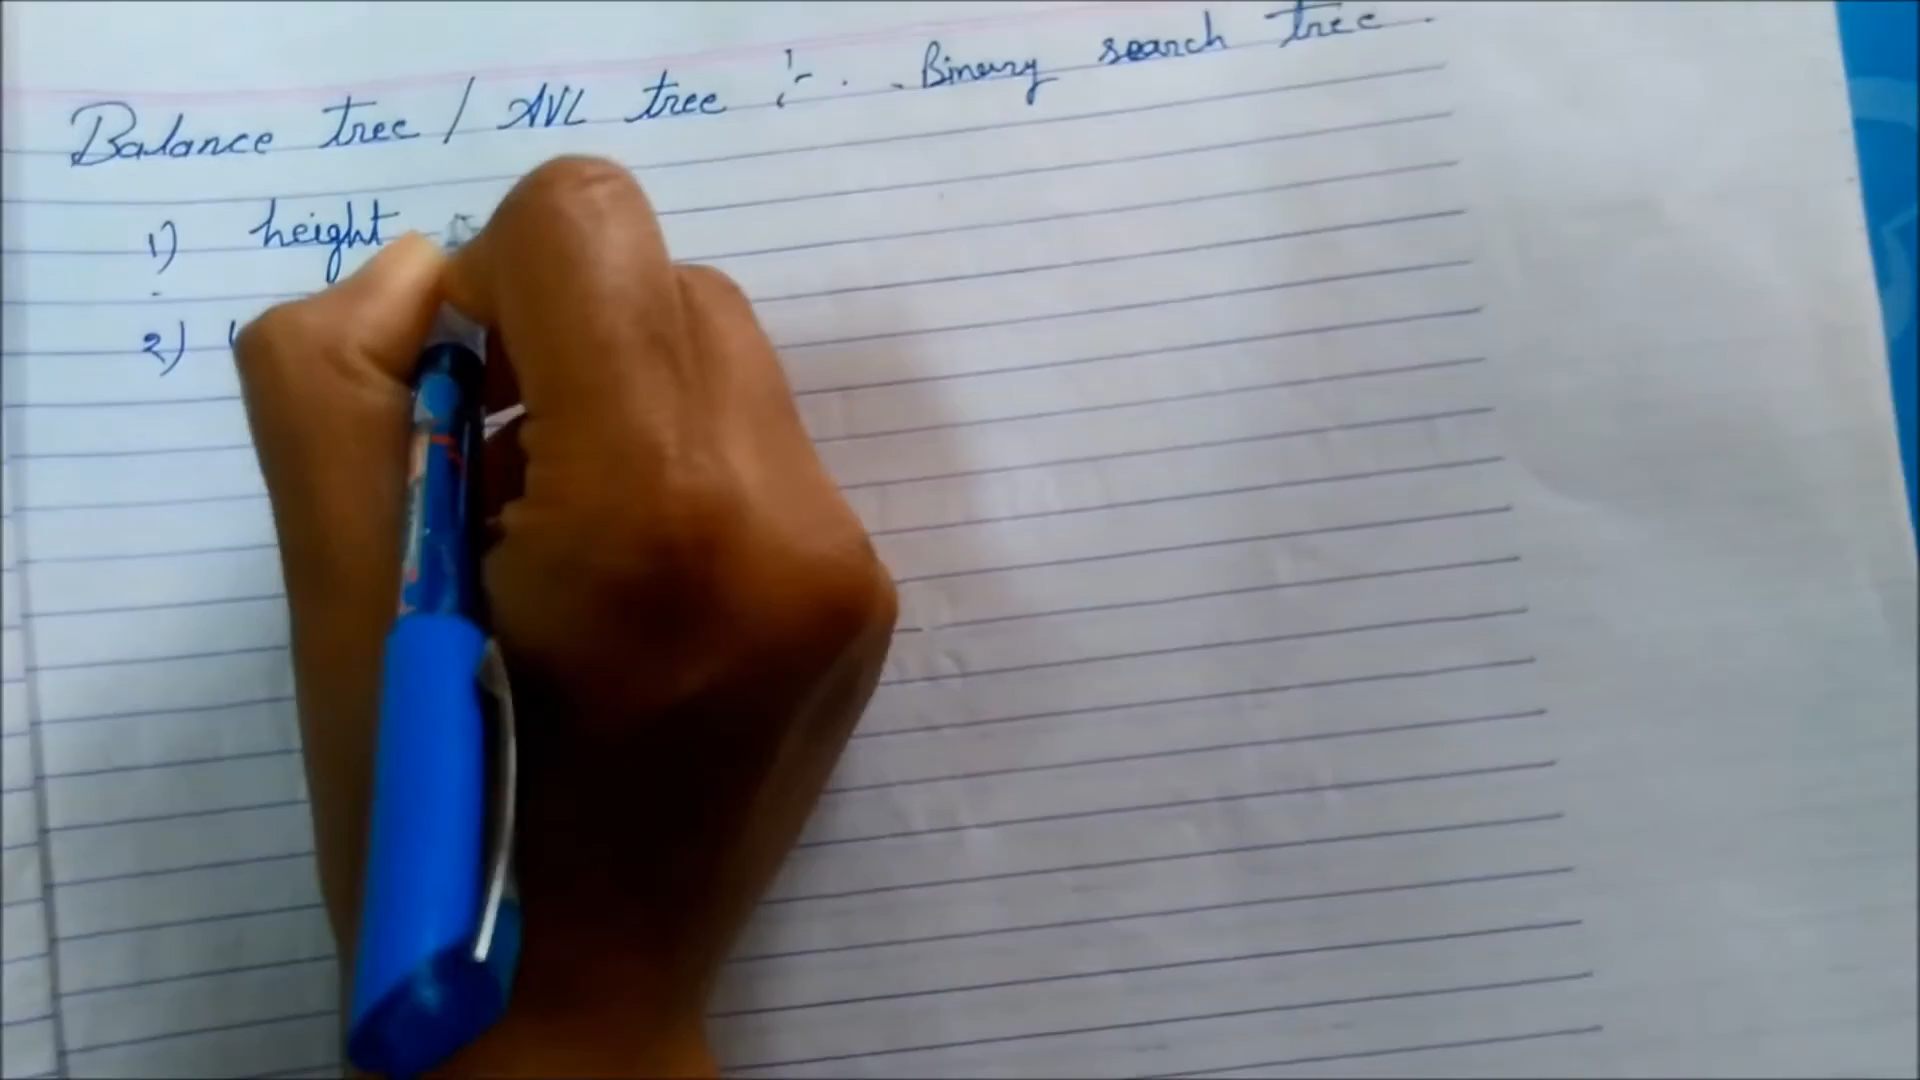 Balance tree / AVL tree :- . . Binary search tree .
1) height
2)